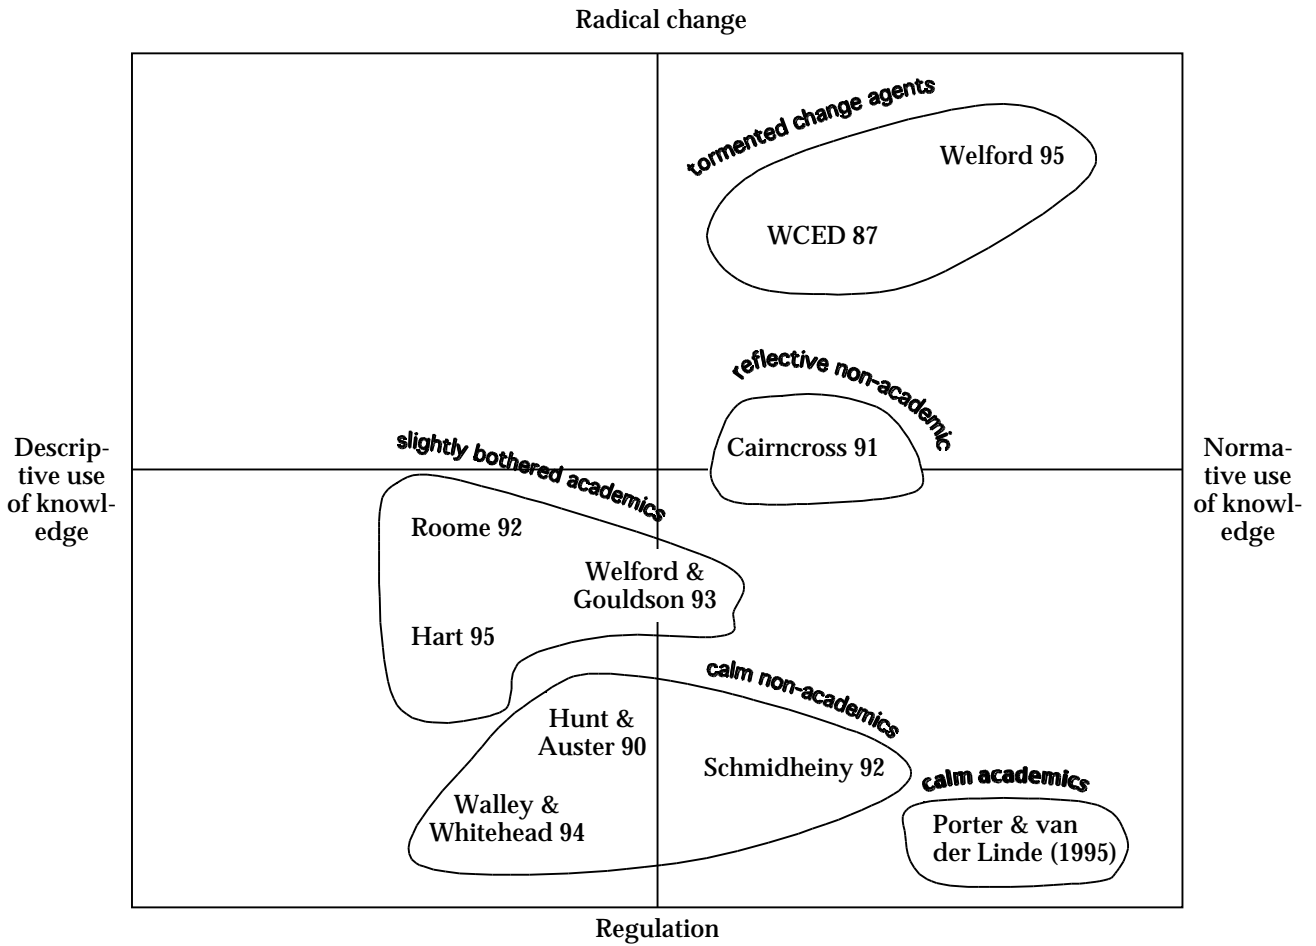 Radical change
tormented change agents
Welford 95
WCED 87
reflective non-academic
Cairncross 91
Descrip-
tive use
of knowl-
edge
Norma-
tive use
of knowl-
edge
slightly bothered academics
Roome 92
Welford &
Gouldson 93
Hart 95
calm non-academics
Hunt &
Auster 90
Schmidheiny 92
Walley &
Whitehead 94
calm academics
Porter & van
der Linde (1995)
Regulation